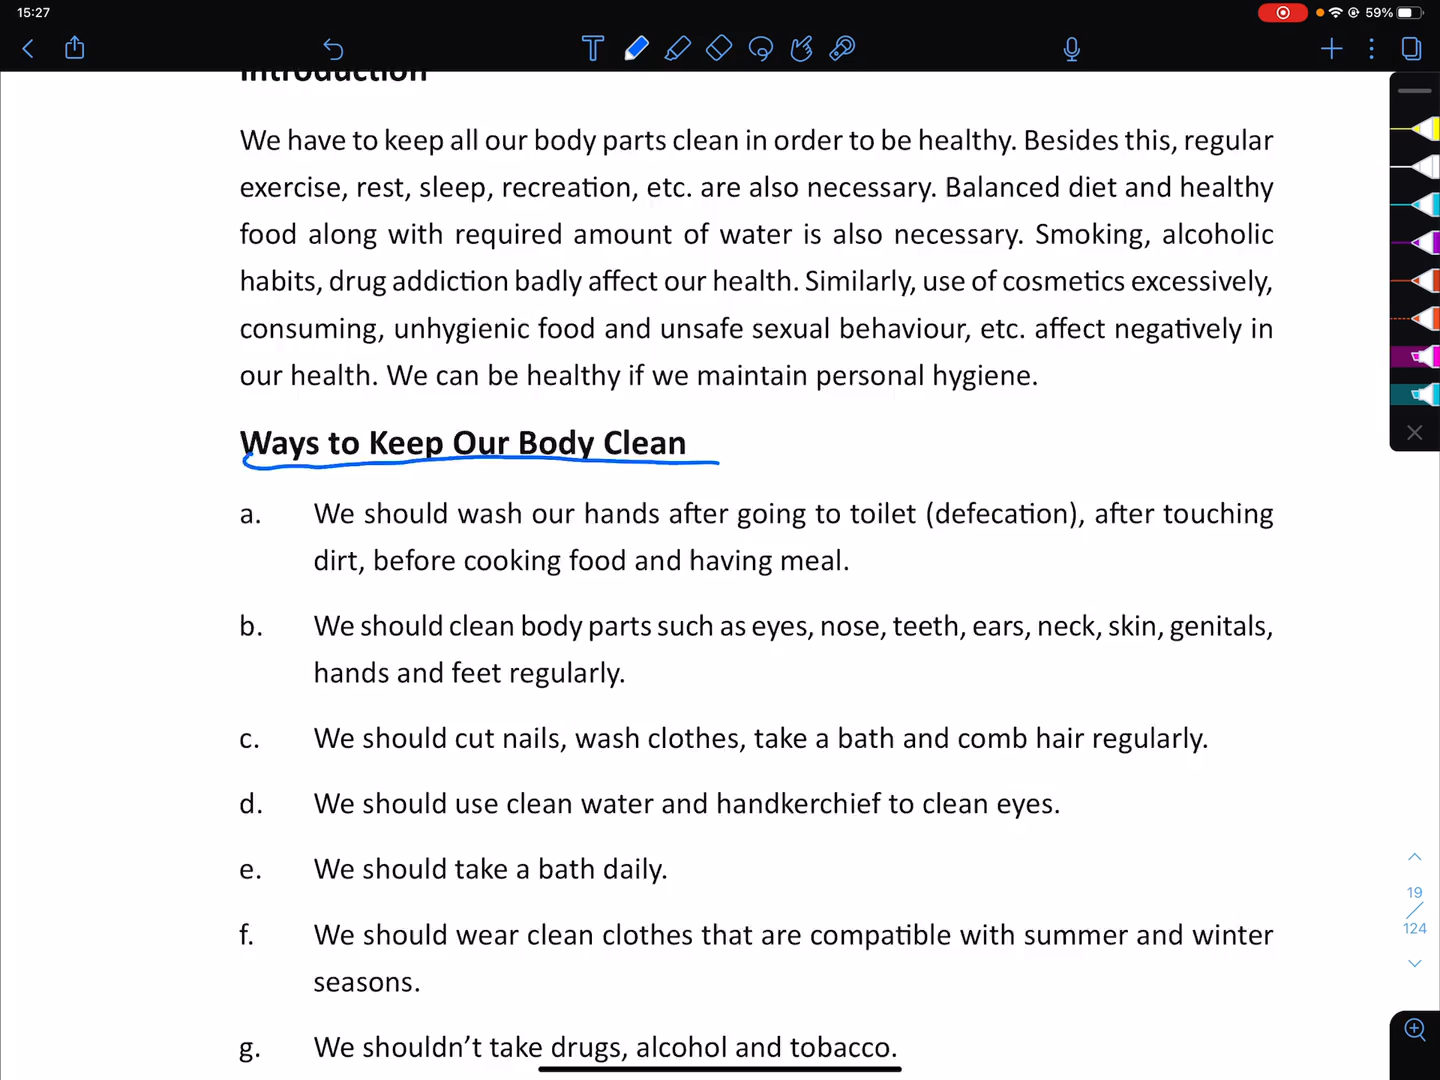 15:27
59%
Introduction
We have to keep all our body parts clean in order to be healthy. Besides this, regular
exercise, rest, sleep, recreation, etc. are also necessary. Balanced diet and healthy
food along with required amount of water is also necessary. Smoking, alcoholic
habits, drug addiction badly affect our health. Similarly, use of cosmetics excessively,
consuming, unhygienic food and unsafe sexual behaviour, etc. affect negatively in
our health. We can be healthy if we maintain personal hygiene.
Ways to Keep Our Body Clean
a. We should wash our hands after going to toilet (defecation), after touching
dirt, before cooking food and having meal.
b. We should clean body parts such as eyes, nose, teeth, ears, neck, skin, genitals,
hands and feet regularly.
c. We should cut nails, wash clothes, take a bath and comb hair regularly.
d. We should use clean water and handkerchief to clean eyes.
e. We should take a bath daily.
f. We should wear clean clothes that are compatible with summer and winter
seasons.
g. We shouldn't take drugs, alcohol and tobacco.
19
124